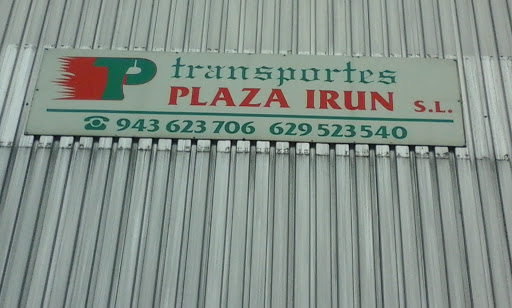 TP transportes
PLAZA IRUN S.L.
☎ 943 623 706 629 523 540